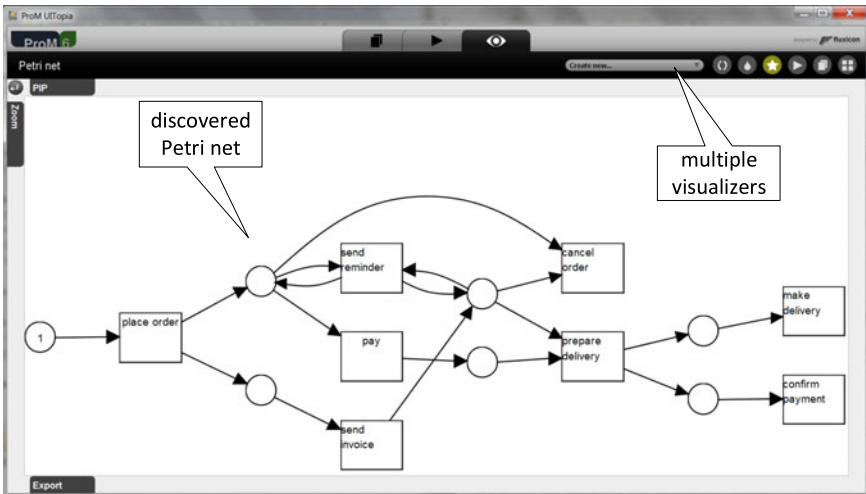 ProM UITopia
ProM 6
fluxicon
Petri net
Create new...
PIP
Zoom
discovered
Petri net
multiple
visualizers
send
reminder
cancel
order
make
delivery
place order
1
pay
prepare
delivery
confirm
payment
send
invoice
Export